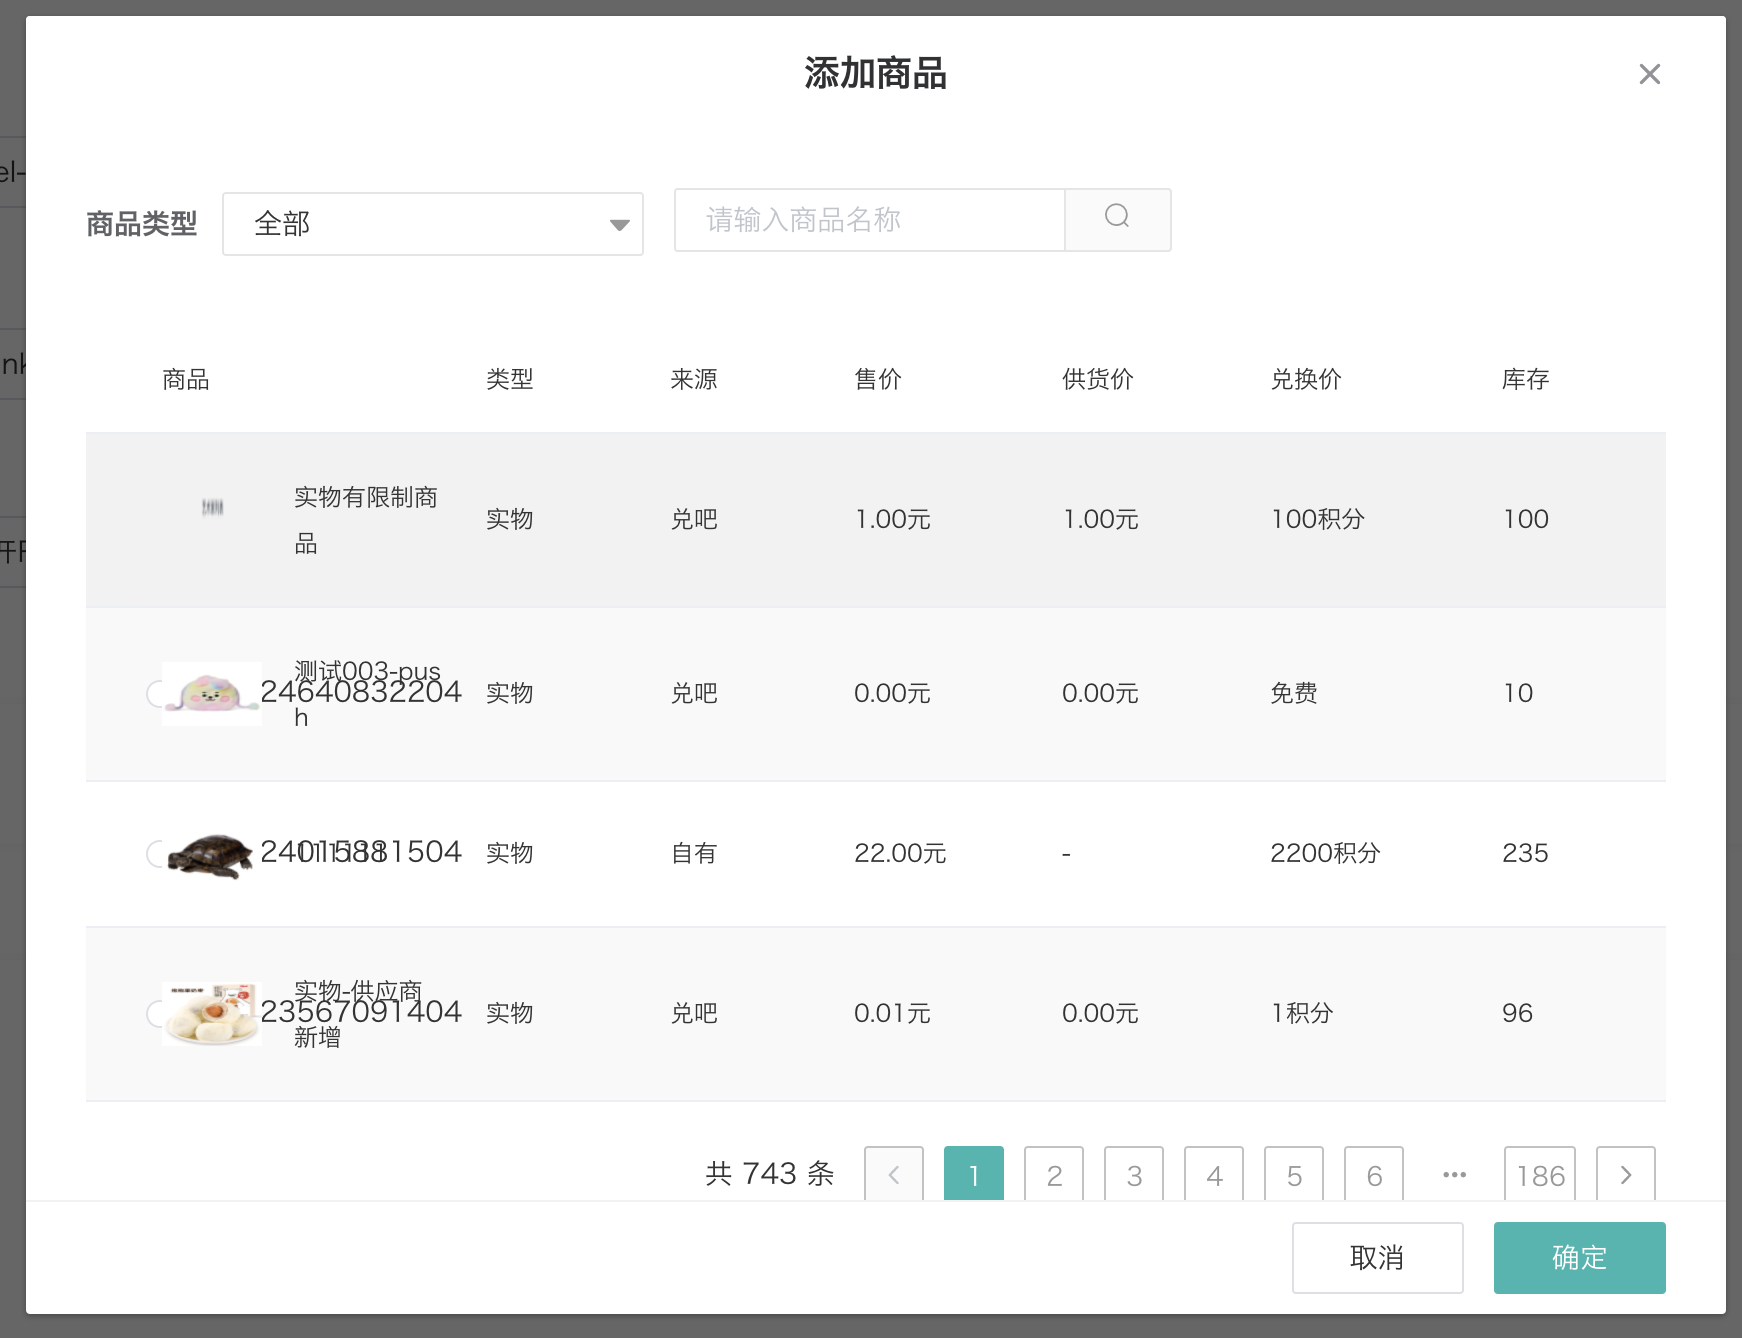 添加商品
el-
商品类型 全部 请输入商品名称
nk
商品 类型 来源 售价 供货价 兑换价 库存
实物有限制商
品
实物 兑吧 1.00元 1.00元 100积分 100
开F
测试003-pus
h
24640832204 实物 兑吧 0.00元 0.00元 免费 10
24015881504 实物 自有 22.00元 - 2200积分 235
实物-供应商
新增
23567091404 实物 兑吧 0.01元 0.00元 1积分 96
共 743 条 1 2 3 4 5 6 ••• 186
取消 确定